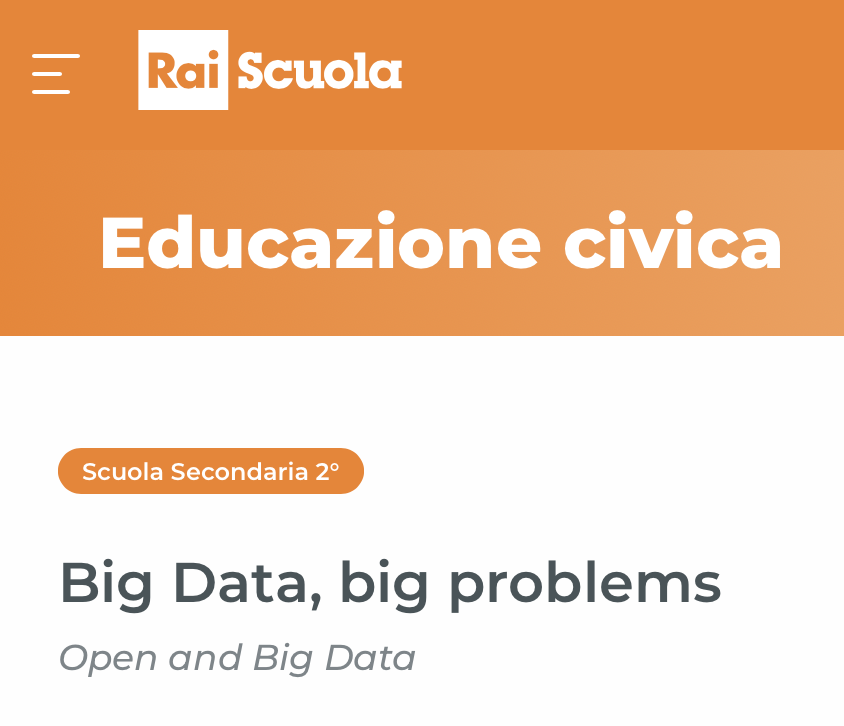 Rai Scuola
Educazione civica
Scuola Secondaria 2°
Big Data, big problems
Open and Big Data